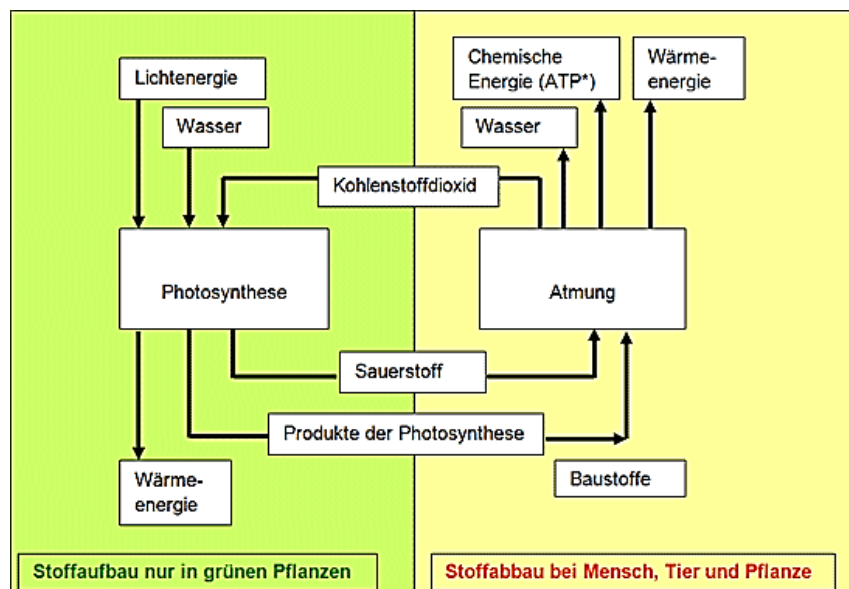 Lichtenergie
Wasser
Chemische
Energie (ATP*)
Wärme-
energie
Wasser
Kohlenstoffdioxid
Photosynthese
Atmung
Sauerstoff
Produkte der Photosynthese
Wärme-
energie
Baustoffe
Stoffaufbau nur in grünen Pflanzen
Stoffabbau bei Mensch, Tier und Pflanze